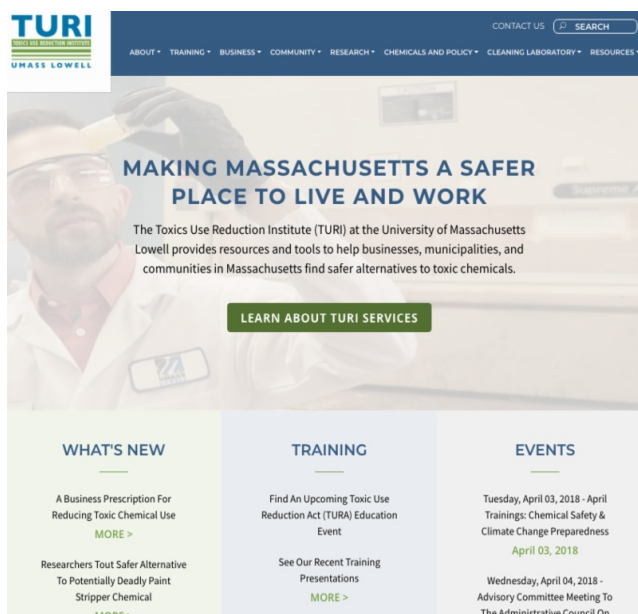 TURI
TOXICS USE REDUCTION INSTITUTE
UMASS LOWELL
CONTACT US
SEARCH
ABOUT TRAINING BUSINESS COMMUNITY RESEARCH CHEMICALS AND POLICY CLEANING LABORATORY RESOURCES
MAKING MASSACHUSETTS A SAFER
PLACE TO LIVE AND WORK
The Toxics Use Reduction Institute (TURI) at the University of Massachusetts
Lowell provides resources and tools to help businesses, municipalities, and
communities in Massachusetts find safer alternatives to toxic chemicals.
LEARN ABOUT TURI SERVICES
WHAT'S NEW
A Business Prescription For
Reducing Toxic Chemical Use
MORE >
Researchers Tout Safer Alternative
To Potentially Deadly Paint
Stripper Chemical
MORE >
TRAINING
Find An Upcoming Toxic Use
Reduction Act (TURA) Education
Event
See Our Recent Training
Presentations
MORE >
EVENTS
Tuesday, April 03, 2018 - April
Trainings: Chemical Safety &
Climate Change Preparedness
April 03, 2018
Wednesday, April 04, 2018 -
Advisory Committee Meeting To
The Administrative Council On